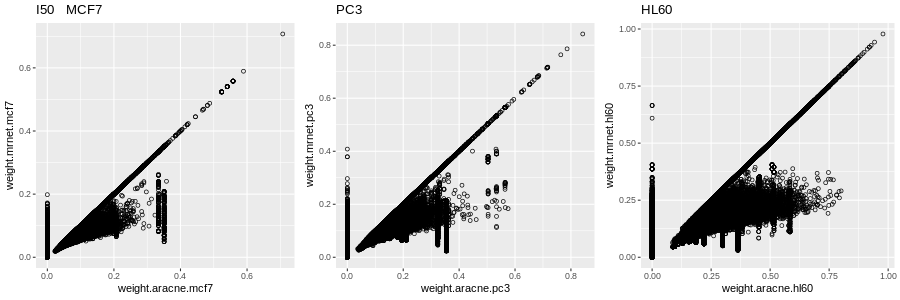 I50 MCF7
PC3
HL60
weight.mrnet.mcf7
0.6
0.4
0.2
0.0
0.0 0.2 0.4 0.6
weight.aracne.mcf7
weight.mrnet.pc3
0.8
0.6
0.4
0.2
0.0
0.0 0.2 0.4 0.6 0.8
weight.aracne.pc3
weight.mrnet.hl60
1.00
0.75
0.50
0.25
0.00
0.00 0.25 0.50 0.75 1.00
weight.aracne.hl60